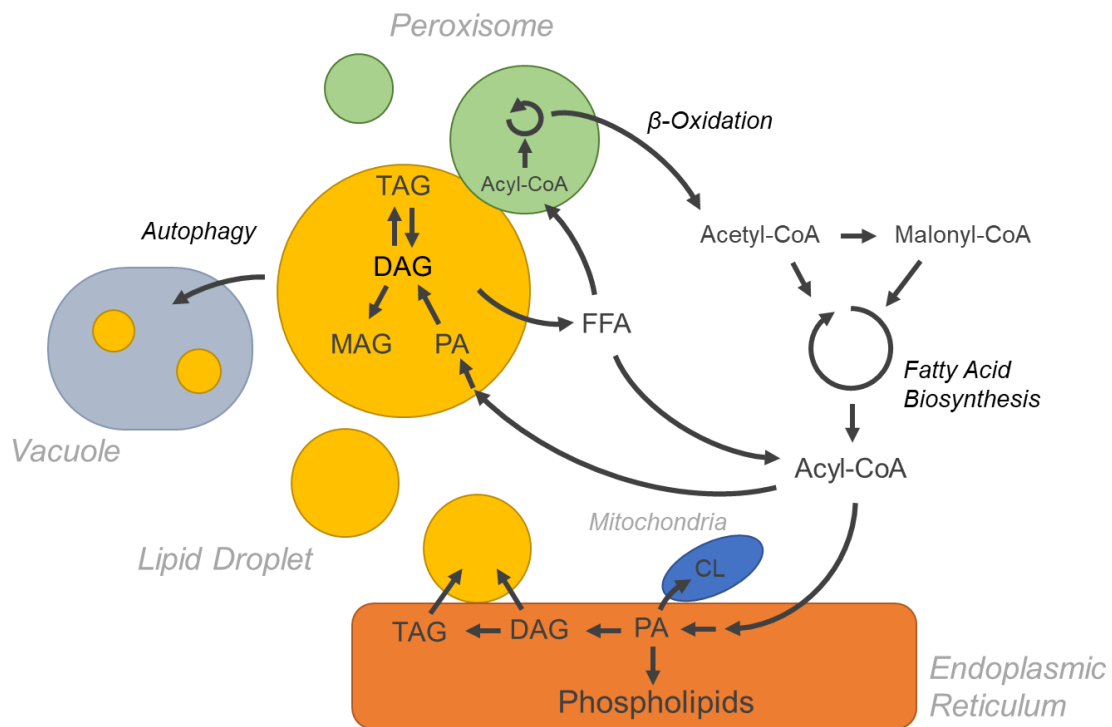 Peroxisome
β-Oxidation
TAG
Acyl-CoA
Autophagy
Acetyl-CoA
Malonyl-CoA
DAG
FFA
MAG
PA
Fatty Acid
Biosynthesis
Vacuole
Acyl-CoA
Mitochondria
Lipid Droplet
CL
TAG
DAG
PA
Endoplasmic
Reticulum
Phospholipids